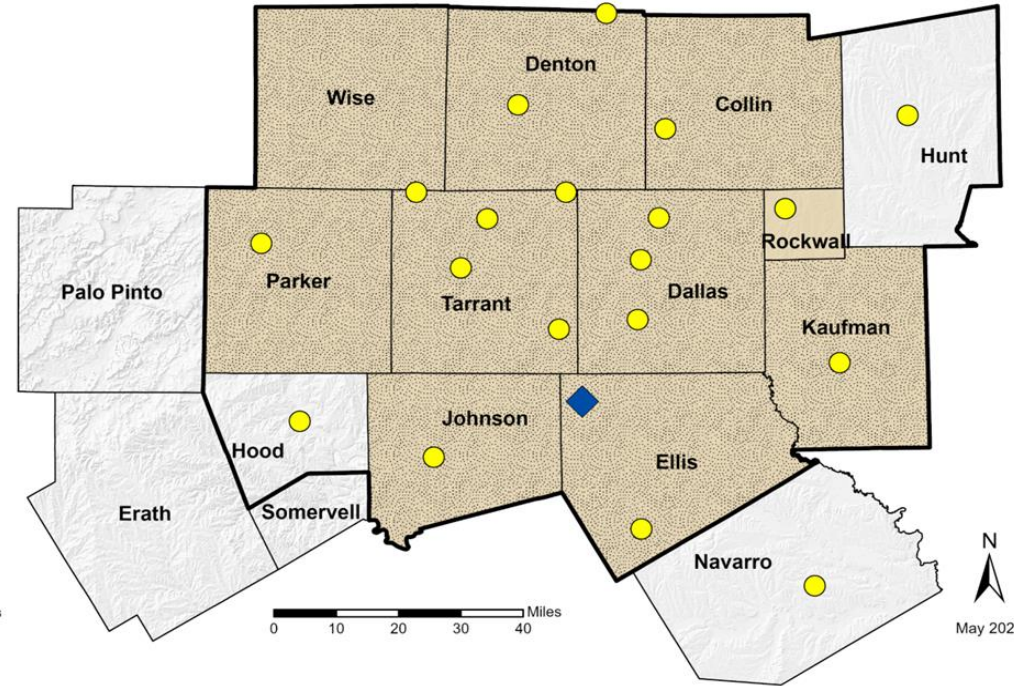 Denton
Wise
Collin
Hunt
Rockwall
Parker
Palo Pinto
Dallas
Tarrant
Kaufman
Johnson
Hood
Ellis
Erath
Somervell
Navarro
N
Miles
0 10 20 30 40
May 202